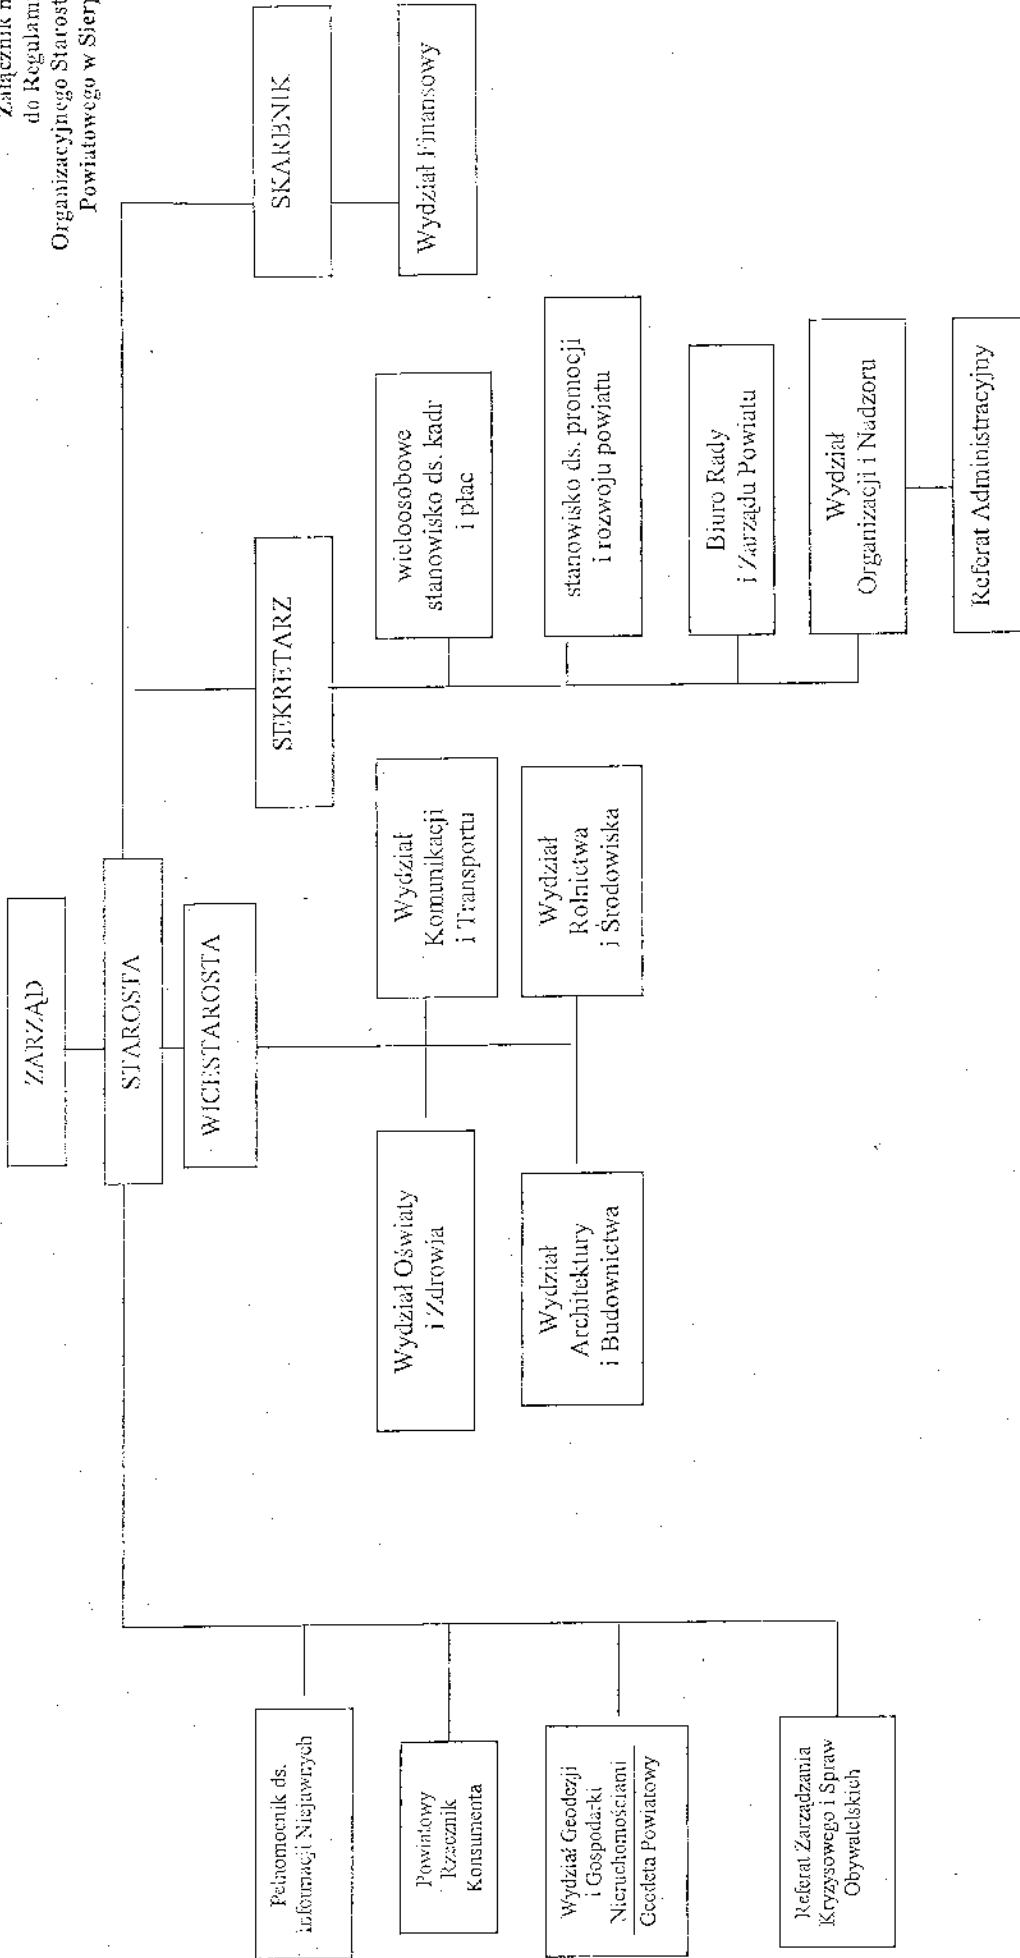 Załącznik
do Regulam
Organizacyjnego Starost
Powiatowego w Sierp
ZARZĄD
STAROSTA
WICESTAROSTA
SEKRETARZ
SKARBNIK
Pełnomocnik ds.
informacji Niejawnych
Powiatowy
Rzecznik
Konsumenta
Wydział Geodezji
i Gospodarki
Nieruchomościami
Geodeta Powiatowy
Referat Zarządzania
Kryzysowego i Spraw
Obywatelskich
Wydział Oświaty
i Zdrowia
Wydział
Komunikacji
i Transportu
Wydział
Architektury
i Budownictwa
Wydział
Rolnictwa
i Środowiska
wieloosobowe
stanowisko ds. kadr
i płac
stanowisko ds. promocji
i rozwoju powiatu
Biuro Rady
i Zarządu Powiatu
Wydział
Organizacji i Nadzoru
Referat Administracyjny
Wydział Finansowy